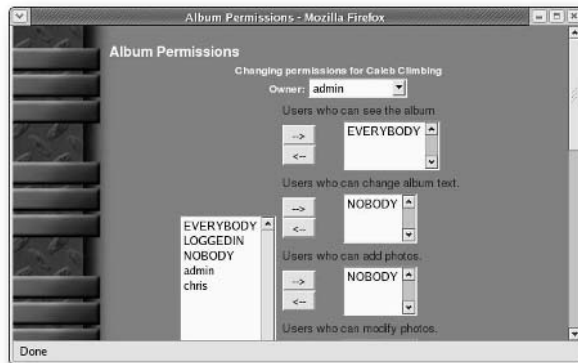 Album Permissions - Mozilla Firefox
Album Permissions
Changing permissions for Caleb Climbing
Owner: admin
Users who can see the album
-->
<--
EVERYBODY
Users who can change album text.
-->
<--
NOBODY
EVERYBODY
LOGGEDIN
NOBODY
admin
chris
Users who can add photos.
-->
<--
NOBODY
Users who can modify photos.
Done